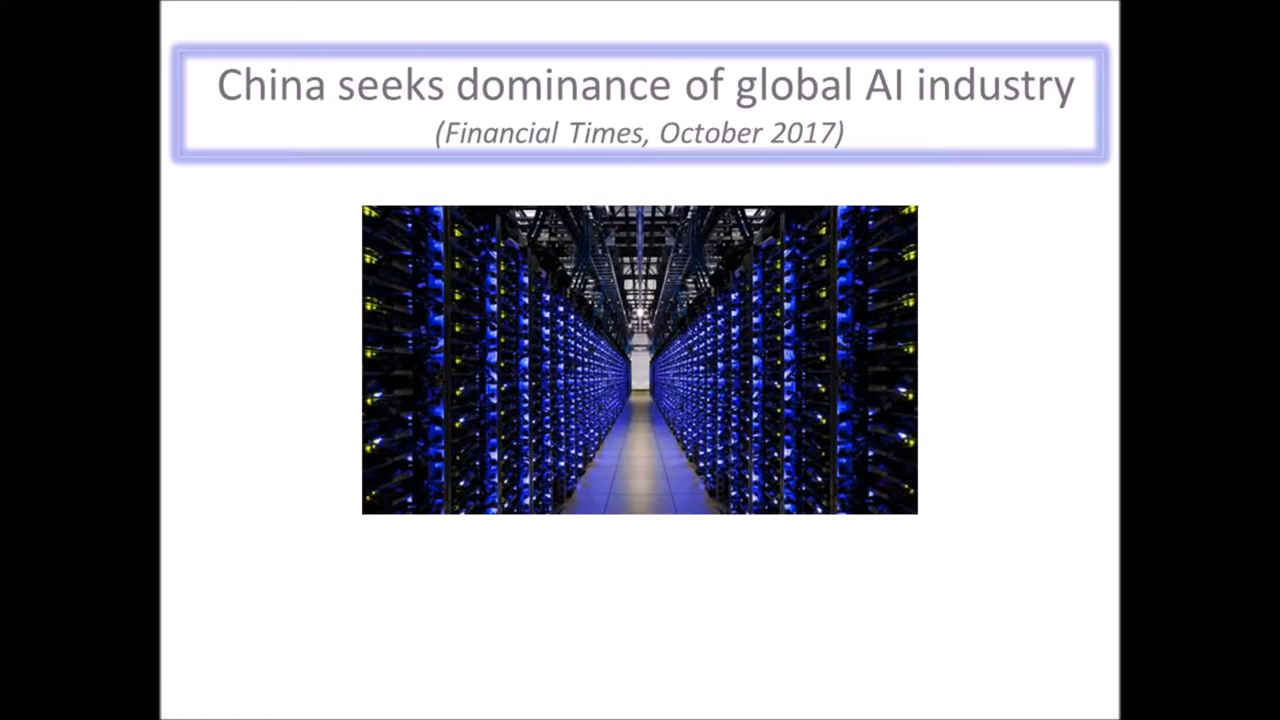 China seeks dominance of global AI industry
(Financial Times, October 2017)